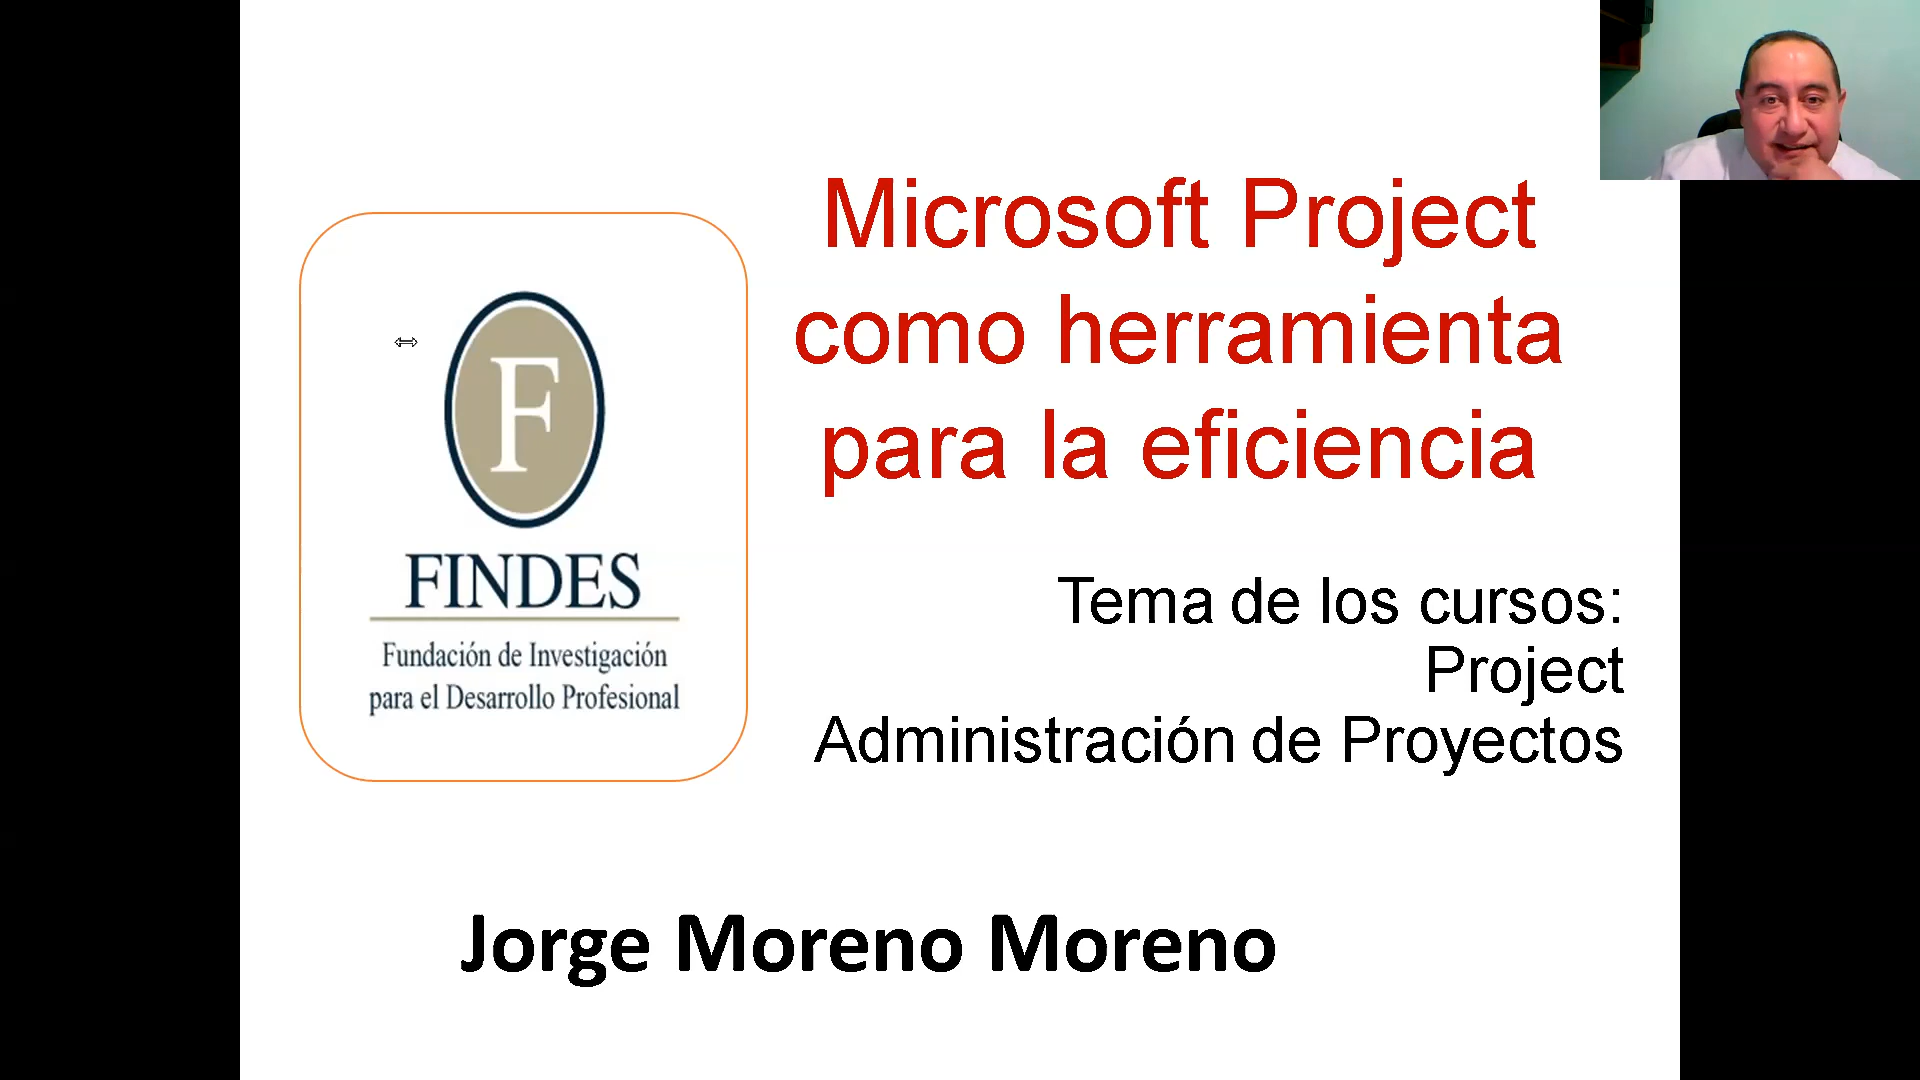 Microsoft Project
como herramienta
para la eficiencia
F
FINDES
Fundación de Investigación
para el Desarrollo Profesional
Tema de los cursos:
Project
Administración de Proyectos
Jorge Moreno Moreno